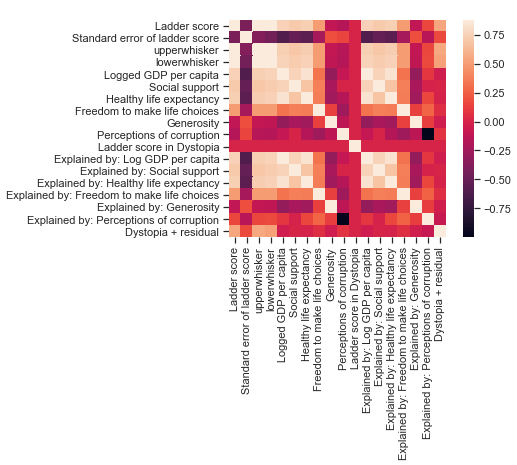 Ladder score
Standard error of ladder score
upperwhisker
lowerwhisker
Logged GDP per capita
Social support
Healthy life expectancy
Freedom to make life choices
Generosity
Perceptions of corruption
Ladder score in Dystopia
Explained by: Log GDP per capita
Explained by: Social support
Explained by: Healthy life expectancy
Explained by: Freedom to make life choices
Explained by: Generosity
Explained by: Perceptions of corruption
Dystopia + residual
Ladder score
Standard error of ladder score
upperwhisker
lowerwhisker
Logged GDP per capita
Social support
Healthy life expectancy
Freedom to make life choices
Generosity
Perceptions of corruption
Ladder score in Dystopia
Explained by: Log GDP per capita
Explained by: Social support
Explained by: Healthy life expectancy
Explained by: Freedom to make life choices
Explained by: Generosity
Explained by: Perceptions of corruption
Dystopia + residual
0.75
0.50
0.25
0.00
−0.25
−0.50
−0.75